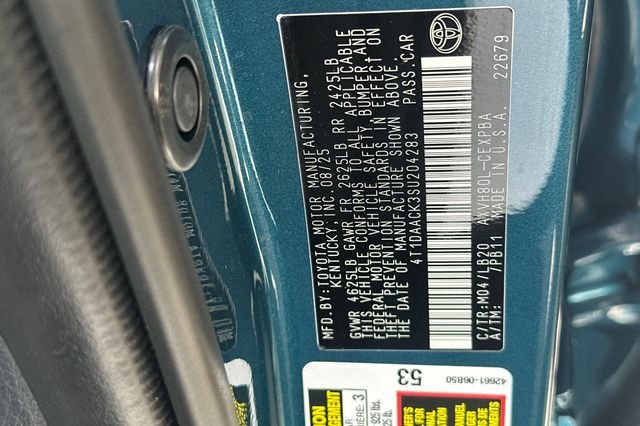 MFD.BY:TOYOTA MOTOR MANUFACTURING,
KENTUCKY, INC. 08/25
GVWR 4625LB GAWR FR 2625LB RR 2425LB
THIS VEHICLE CONFORMS TO ALL APPLICABLE
FEDERAL MOTOR VEHICLE SAFETY, BUMPER AND
THEFT PREVENTION STANDARDS IN EFFECT ON
THE DATE OF MANUFACTURE SHOWN ABOVE.
4T1DAACK3SU204283 PASS.CAR
C/TR:M04/LB20 AXVH80L-CEXPBA
A/TM: 7PB11 MADE IN U.S.A. 22679
53
42661-06B50
3